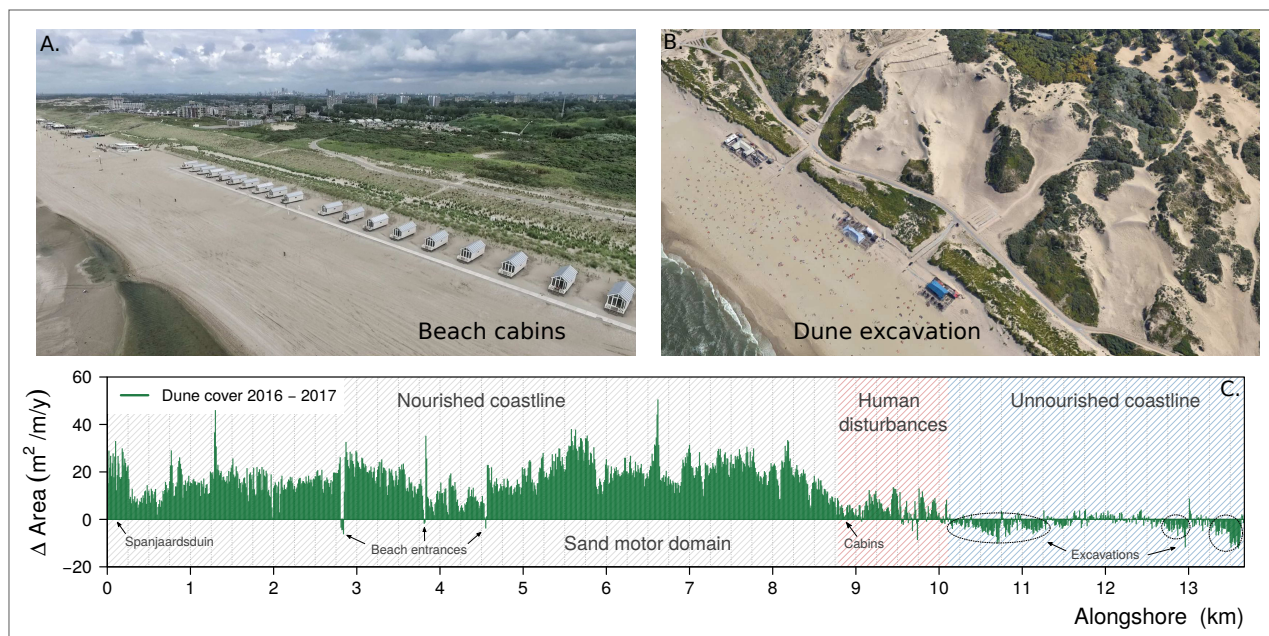 A.
Beach cabins
B.
Dune excavation
C.
Dune cover 2016 − 2017
Nourished coastline
Human
disturbances
Unnourished coastline
Spanjaardsduin
Beach entrances
Sand motor domain
Cabins
Excavations
Δ Area (m² /m/y)
60
40
20
0
−20
0 1 2 3 4 5 6 7 8 9 10 11 12 13
Alongshore (km)